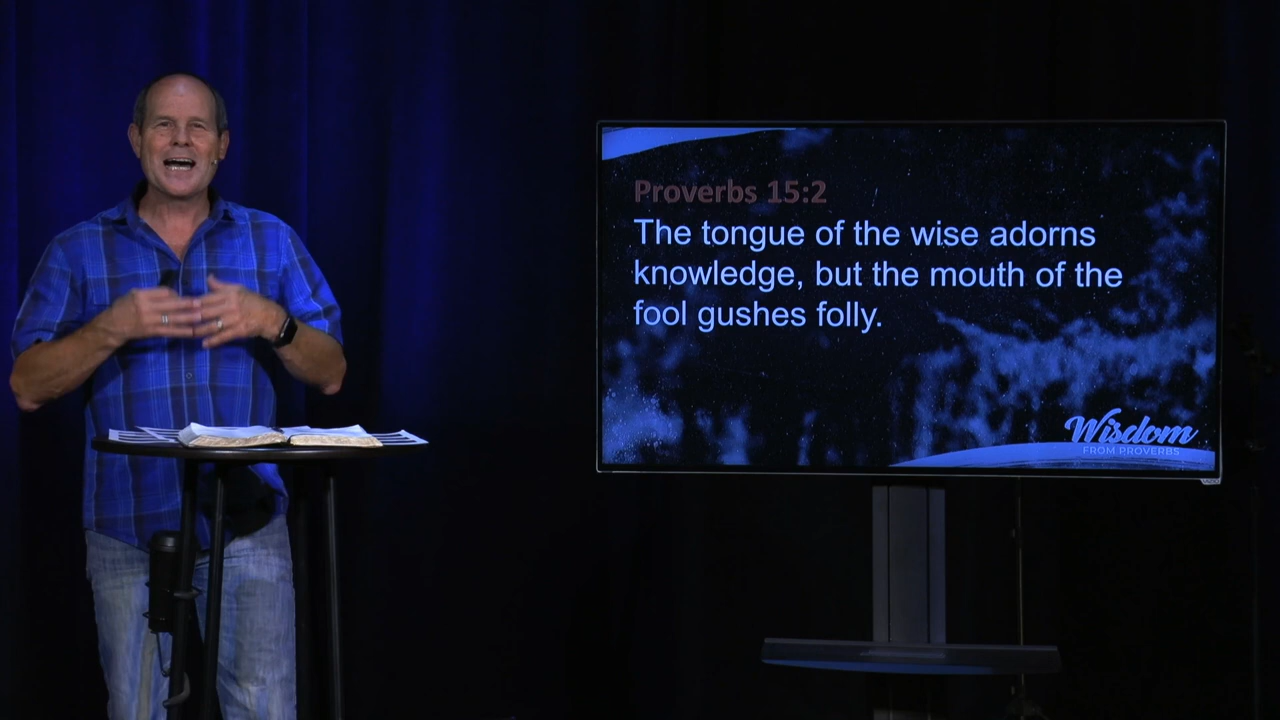 Proverbs 15:2
The tongue of the wise adorns
knowledge, but the mouth of the
fool gushes folly.
Wisdom
FROM PROVERBS